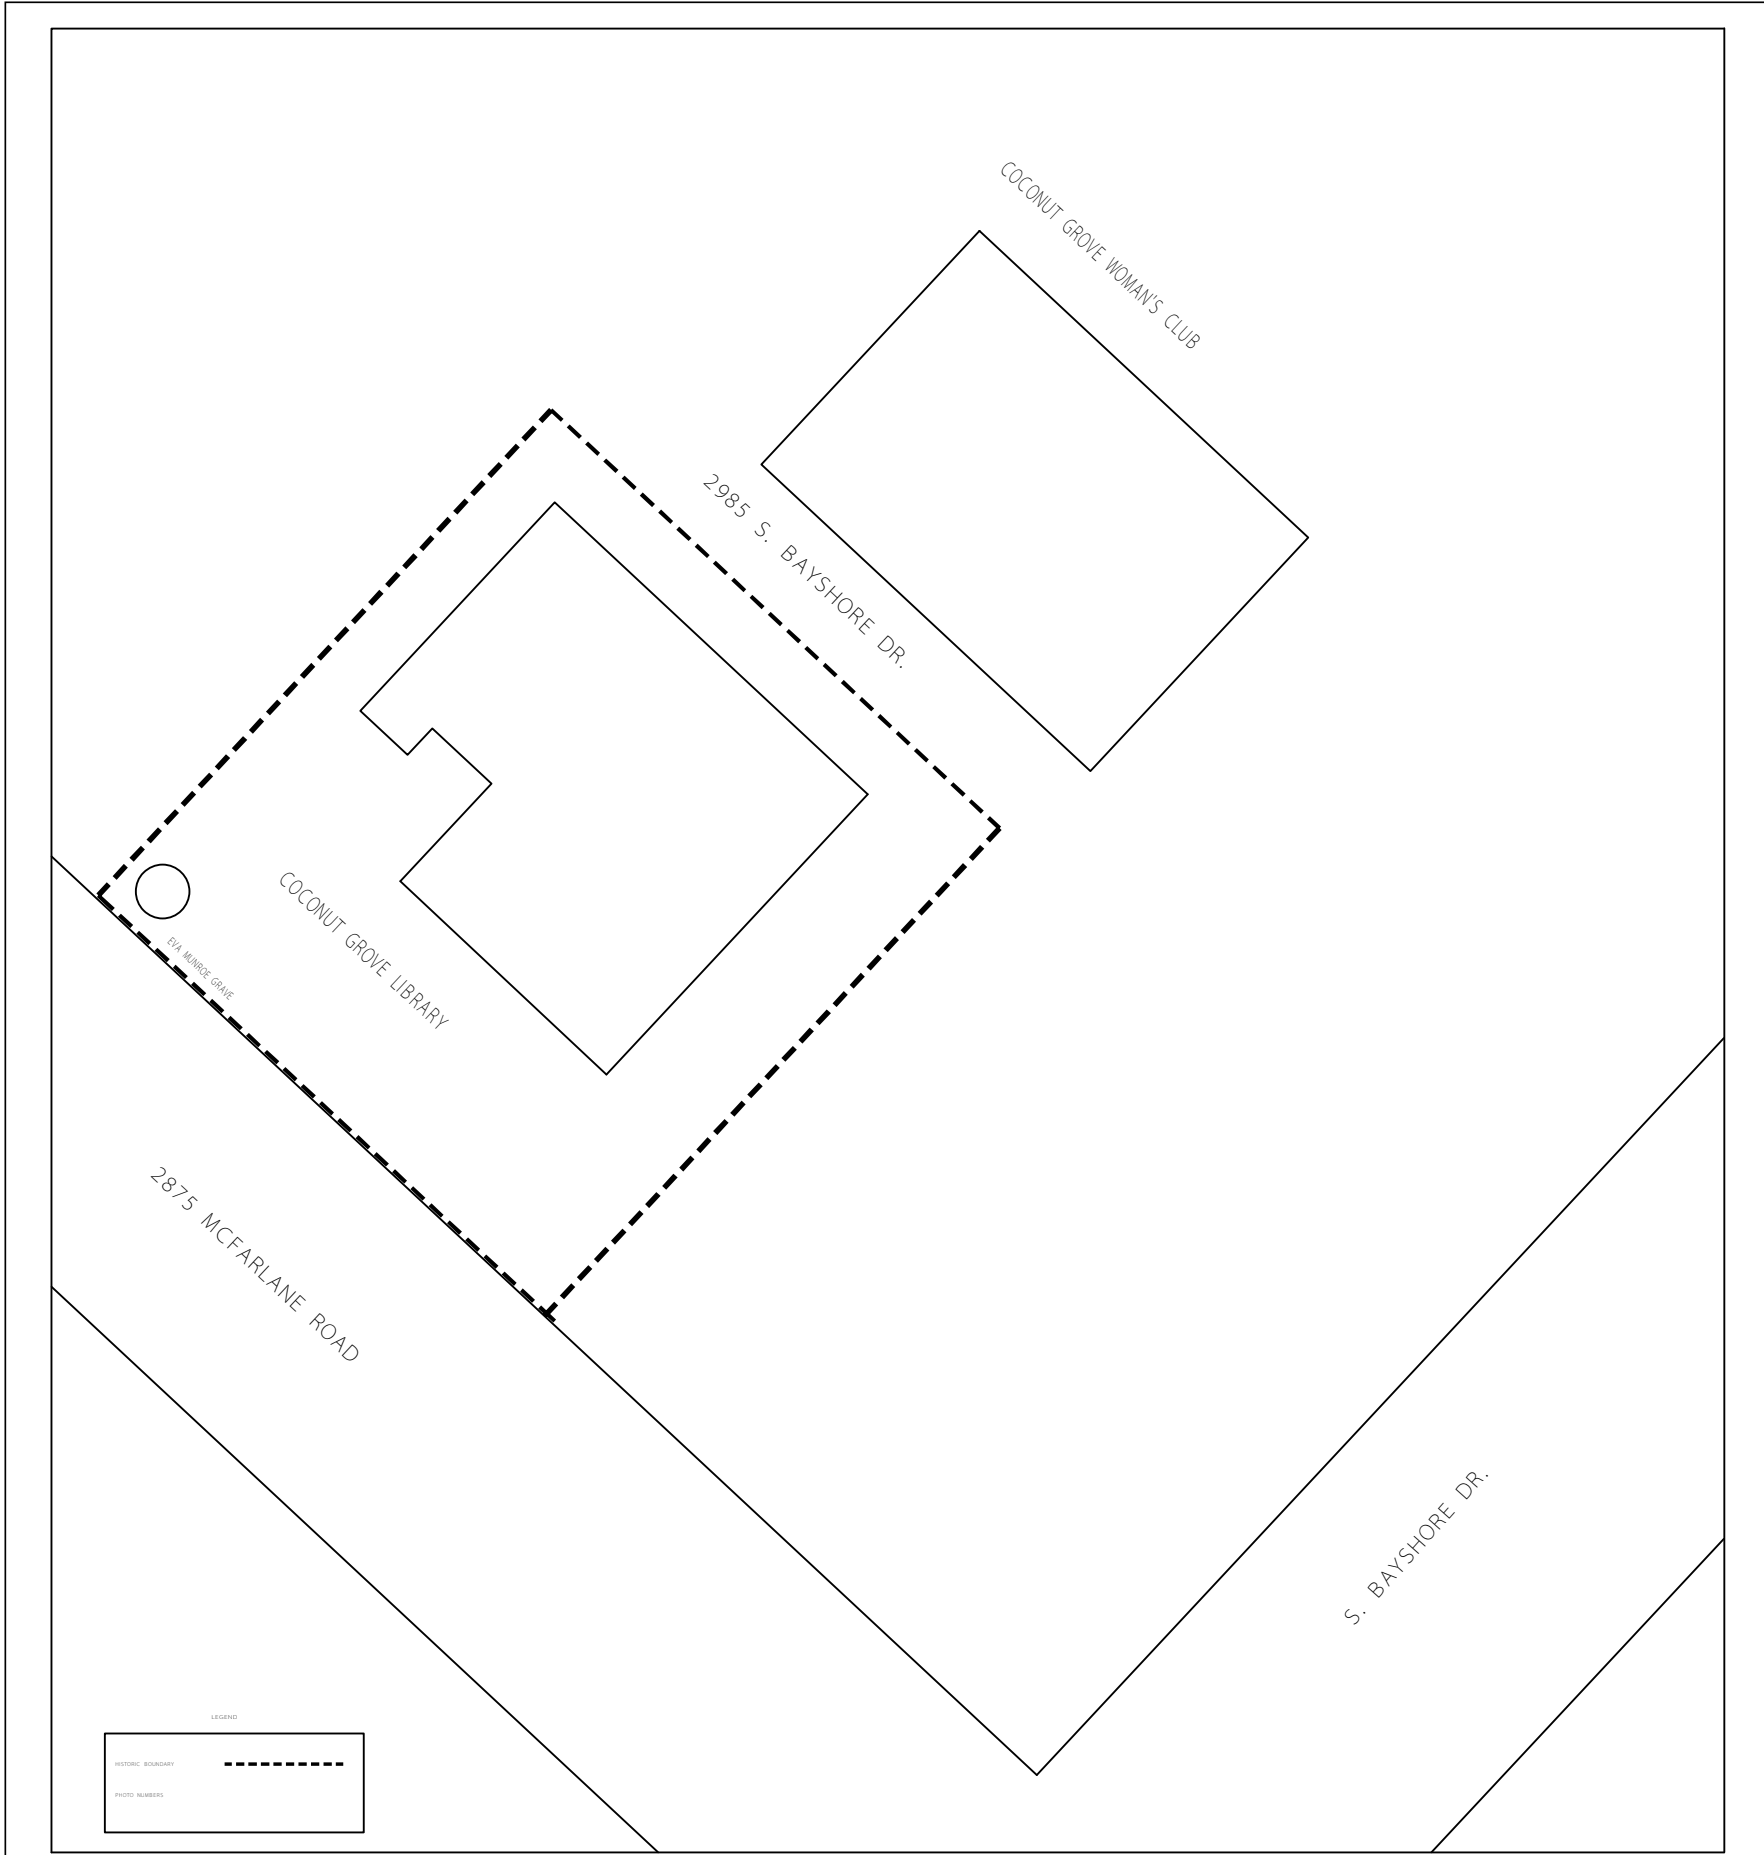 COCONUT GROVE WOMAN'S CLUB
2985 S. BAYSHORE DR.
COCONUT GROVE LIBRARY
EVA MUNROE GRAVE
2875 MCFARLANE ROAD
S. BAYSHORE DR.
LEGEND
HISTORIC BOUNDARY
PHOTO NUMBERS